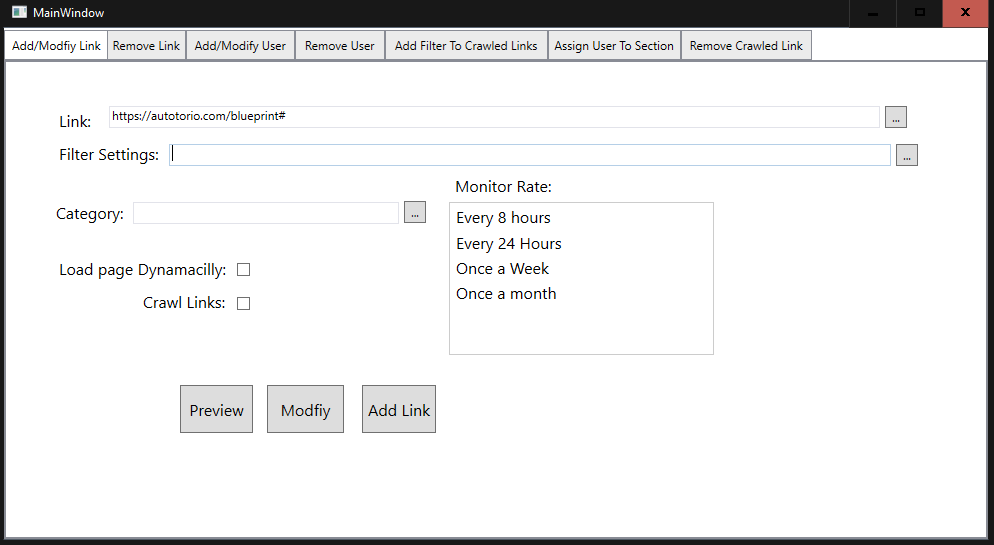 MainWindow
X
Add/Modfiy Link Remove Link Add/Modify User Remove User Add Filter To Crawled Links Assign User To Section Remove Crawled Link
Link: https://autotorio.com/blueprint# ...
Filter Settings: ...
Monitor Rate:
Category: ...
Every 8 hours
Every 24 Hours
Once a Week
Once a month
Load page Dynamacilly:
Crawl Links:
Preview Modfiy Add Link